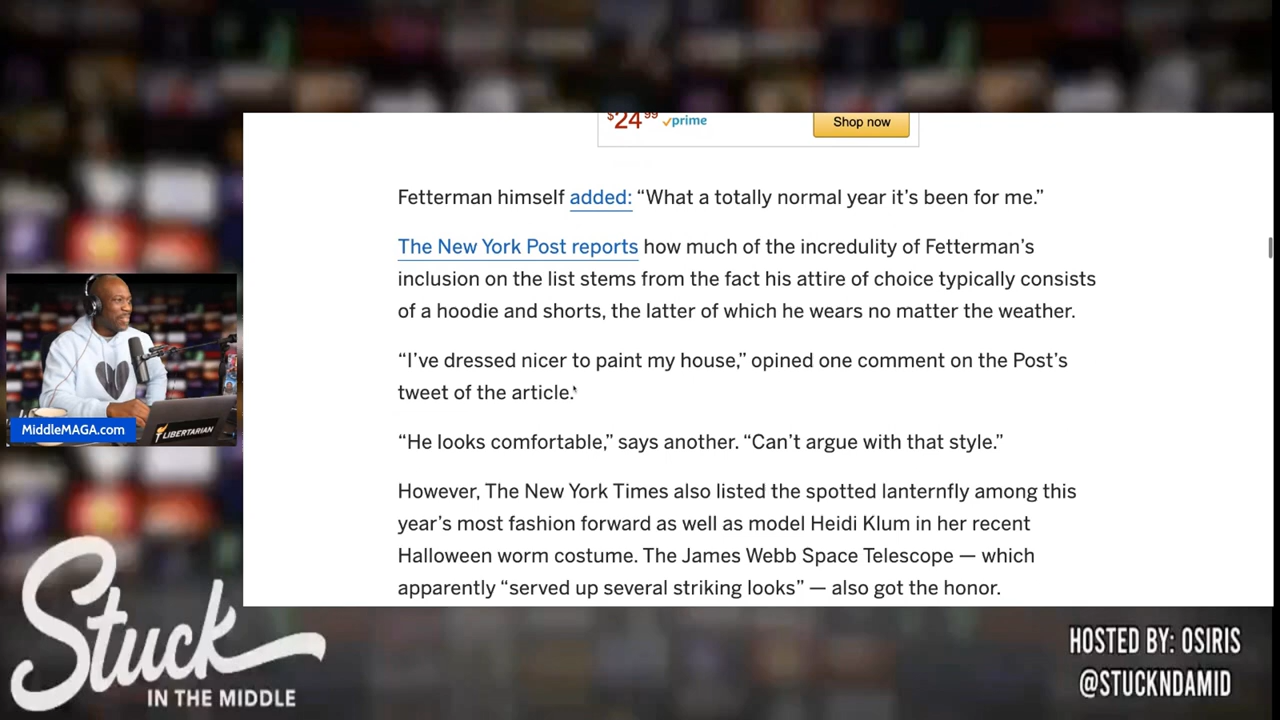 $24.99 prime
Shop now
Fetterman himself added: “What a totally normal year it’s been for me.”
The New York Post reports how much of the incredulity of Fetterman’s
inclusion on the list stems from the fact his attire of choice typically consists
of a hoodie and shorts, the latter of which he wears no matter the weather.
“I’ve dressed nicer to paint my house,” opined one comment on the Post’s
tweet of the article.
“He looks comfortable,” says another. “Can’t argue with that style.”
However, The New York Times also listed the spotted lanternfly among this
year’s most fashion forward as well as model Heidi Klum in her recent
Halloween worm costume. The James Webb Space Telescope — which
apparently “served up several striking looks” — also got the honor.
MiddleMAGA.com
LIBERTARIAN
Stuck
IN THE MIDDLE
HOSTED BY: OSIRIS
@STUCKNDAMID